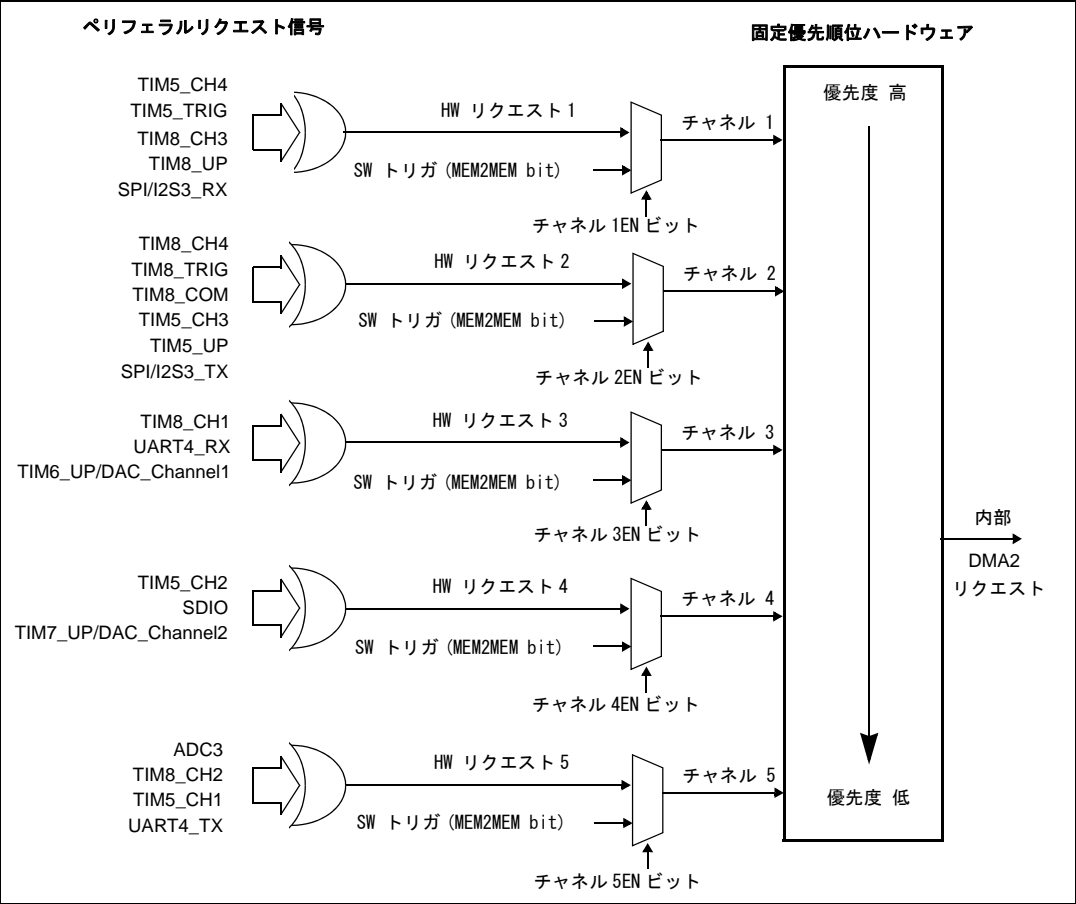 ペリフェラルリクエスト信号
固定優先順位ハードウェア
TIM5_CH4
TIM5_TRIG
TIM8_CH3
TIM8_UP
SPI/I2S3_RX
HW リクエスト 1
SW トリガ (MEM2MEM bit)
チャネル 1
チャネル 1EN ビット
優先度 高
TIM8_CH4
TIM8_TRIG
TIM8_COM
TIM5_CH3
TIM5_UP
SPI/I2S3_TX
HW リクエスト 2
SW トリガ (MEM2MEM bit)
チャネル 2
チャネル 2EN ビット
TIM8_CH1
UART4_RX
TIM6_UP/DAC_Channel1
HW リクエスト 3
SW トリガ (MEM2MEM bit)
チャネル 3
チャネル 3EN ビット
内部
DMA2
リクエスト
TIM5_CH2
SDIO
TIM7_UP/DAC_Channel2
HW リクエスト 4
SW トリガ (MEM2MEM bit)
チャネル 4
チャネル 4EN ビット
ADC3
TIM8_CH2
TIM5_CH1
UART4_TX
HW リクエスト 5
SW トリガ (MEM2MEM bit)
チャネル 5
チャネル 5EN ビット
優先度 低